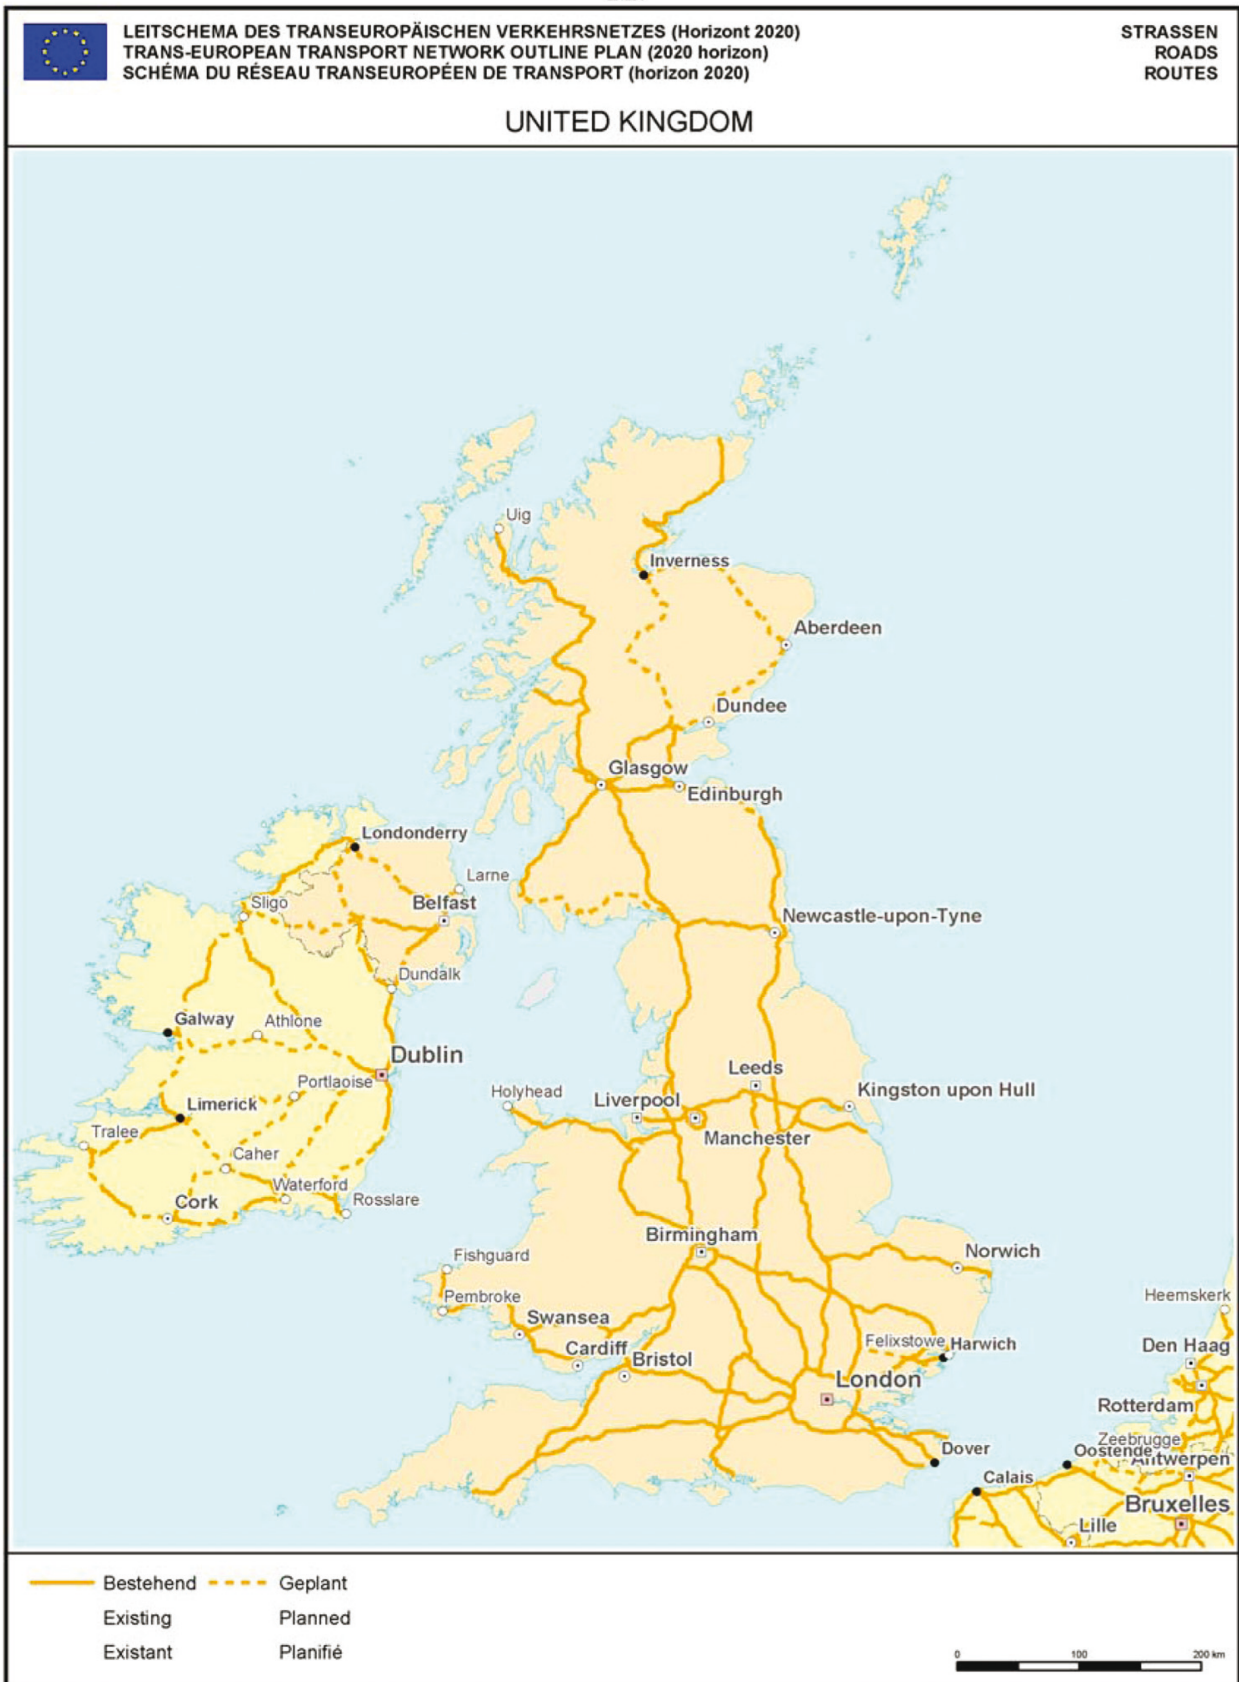 LEITSCHEMA DES TRANSEUROPÄISCHEN VERKEHRSNETZES (Horizont 2020)
TRANS-EUROPEAN TRANSPORT NETWORK OUTLINE PLAN (2020 horizon)
SCHÉMA DU RÉSEAU TRANSEUROPÉEN DE TRANSPORT (horizon 2020)
STRASSEN
ROADS
ROUTES
UNITED KINGDOM
Uig
Inverness
Aberdeen
Dundee
Glasgow
Edinburgh
Londonderry
Larne
Sligo
Belfast
Newcastle-upon-Tyne
Dundalk
Galway
Athlone
Dublin
Leeds
Portlaoise
Holyhead
Liverpool
Kingston upon Hull
Limerick
Manchester
Tralee
Caher
Waterford
Cork
Rosslare
Birmingham
Fishguard
Norwich
Pembroke
Heemskerk
Swansea
Felixstowe
Harwich
Den Haag
Cardiff
Bristol
London
Rotterdam
Zeebrugge
Dover
Oostende
Antwerpen
Calais
Bruxelles
Lille
Bestehend
Geplant
Existing
Planned
Existant
Planifié
0 100 200 km